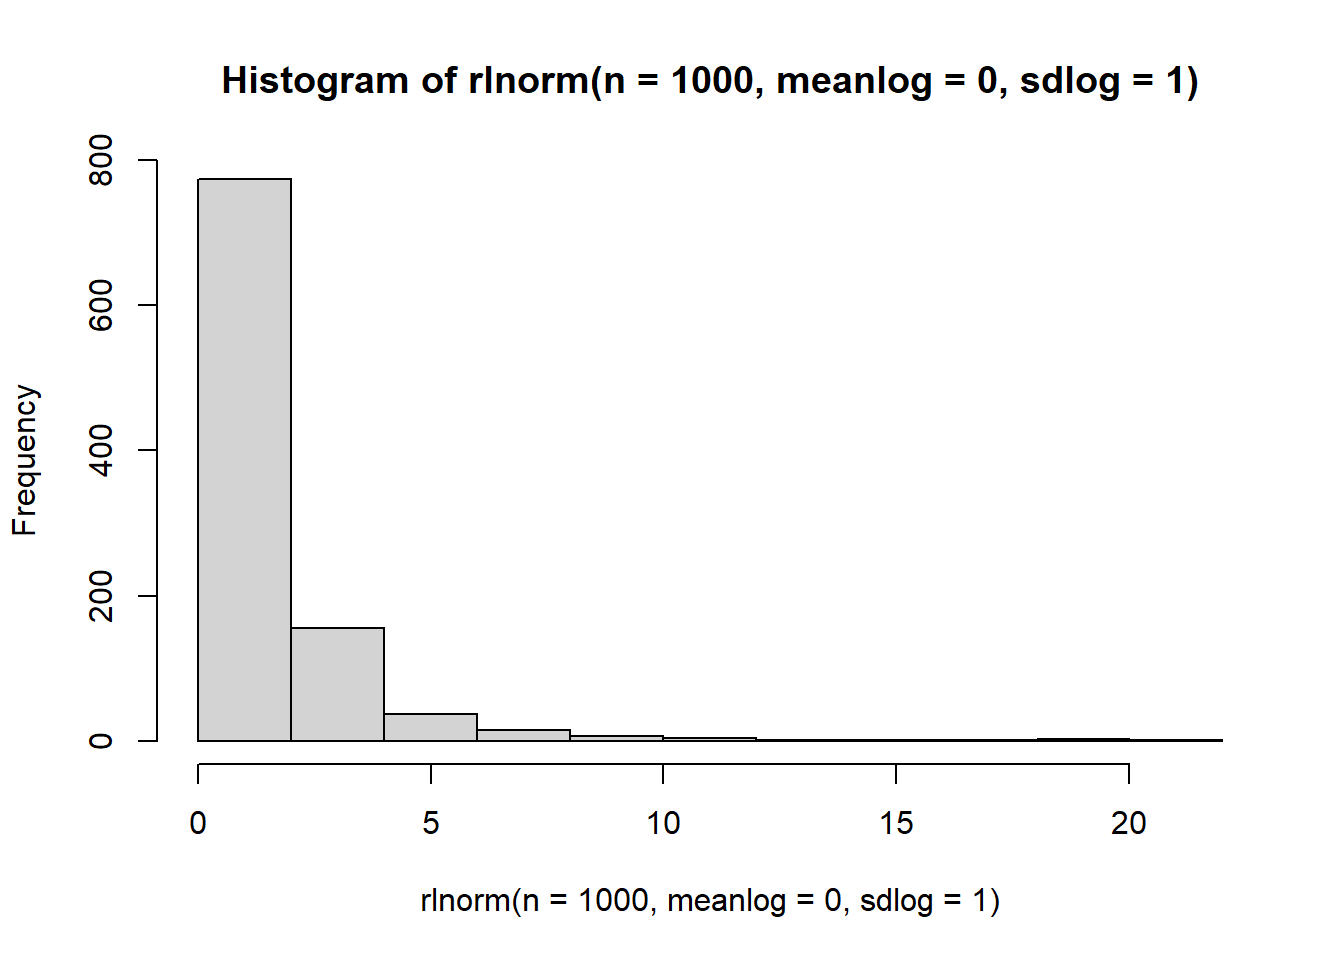 Histogram of rlnorm(n = 1000, meanlog = 0, sdlog = 1)
Frequency
800
600
400
200
0
0 5 10 15 20
rlnorm(n = 1000, meanlog = 0, sdlog = 1)